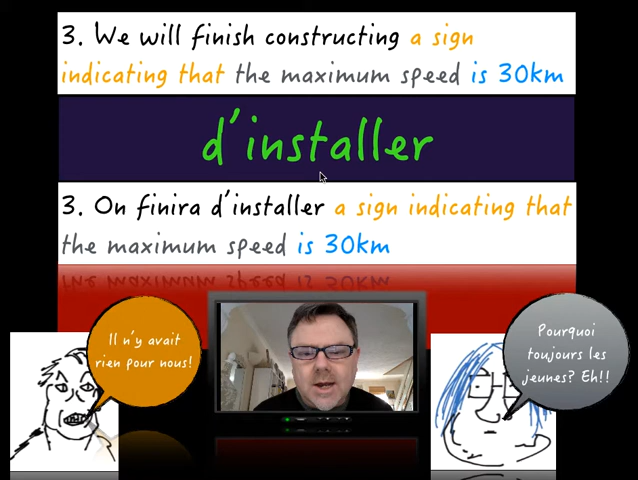 3. We will finish constructing a sign
indicating that the maximum speed is 30km
d'installer
3. On finira d'installer a sign indicating that
the maximum speed is 30km
Il n'y avait
rien pour nous!
Pourquoi
toujours les
jeunes? Eh!!